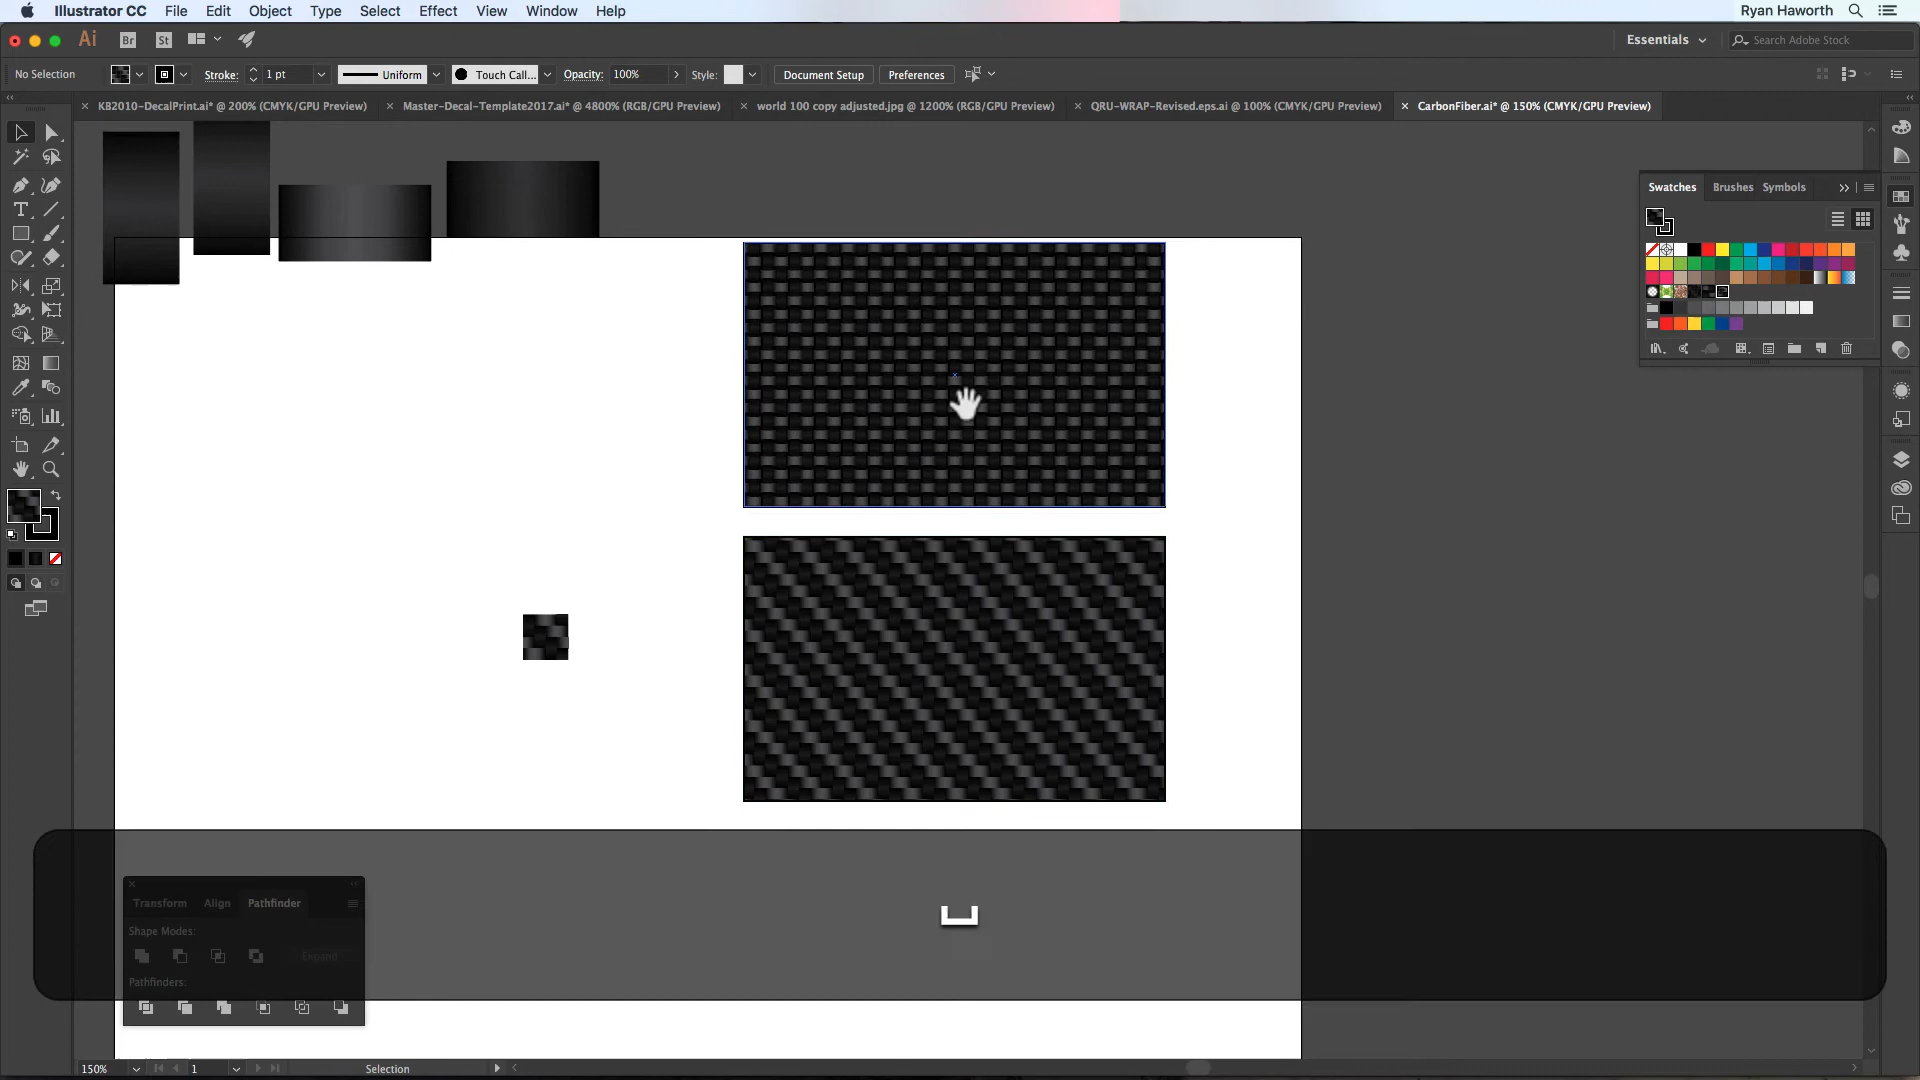 Illustrator CC File Edit Object Type Select Effect View Window Help Ryan Haworth
Ai Br St Essentials Search Adobe Stock
No Selection Stroke: 1 pt Uniform Touch Call... Opacity: 100% Style: Document Setup Preferences
KB2010-DecalPrint.ai* @ 200% (CMYK/GPU Preview) Master-Decal-Template2017.ai* @ 4800% (RGB/GPU Preview) world 100 copy adjusted.jpg @ 1200% (RGB/GPU Preview) QRU-WRAP-Revised.eps.ai @ 100% (CMYK/GPU Preview) CarbonFiber.ai* @ 150% (CMYK/GPU Preview)
Swatches Brushes Symbols
Transform Align Pathfinder
Shape Modes:
Expand
Pathfinders:
150% 1 Selection